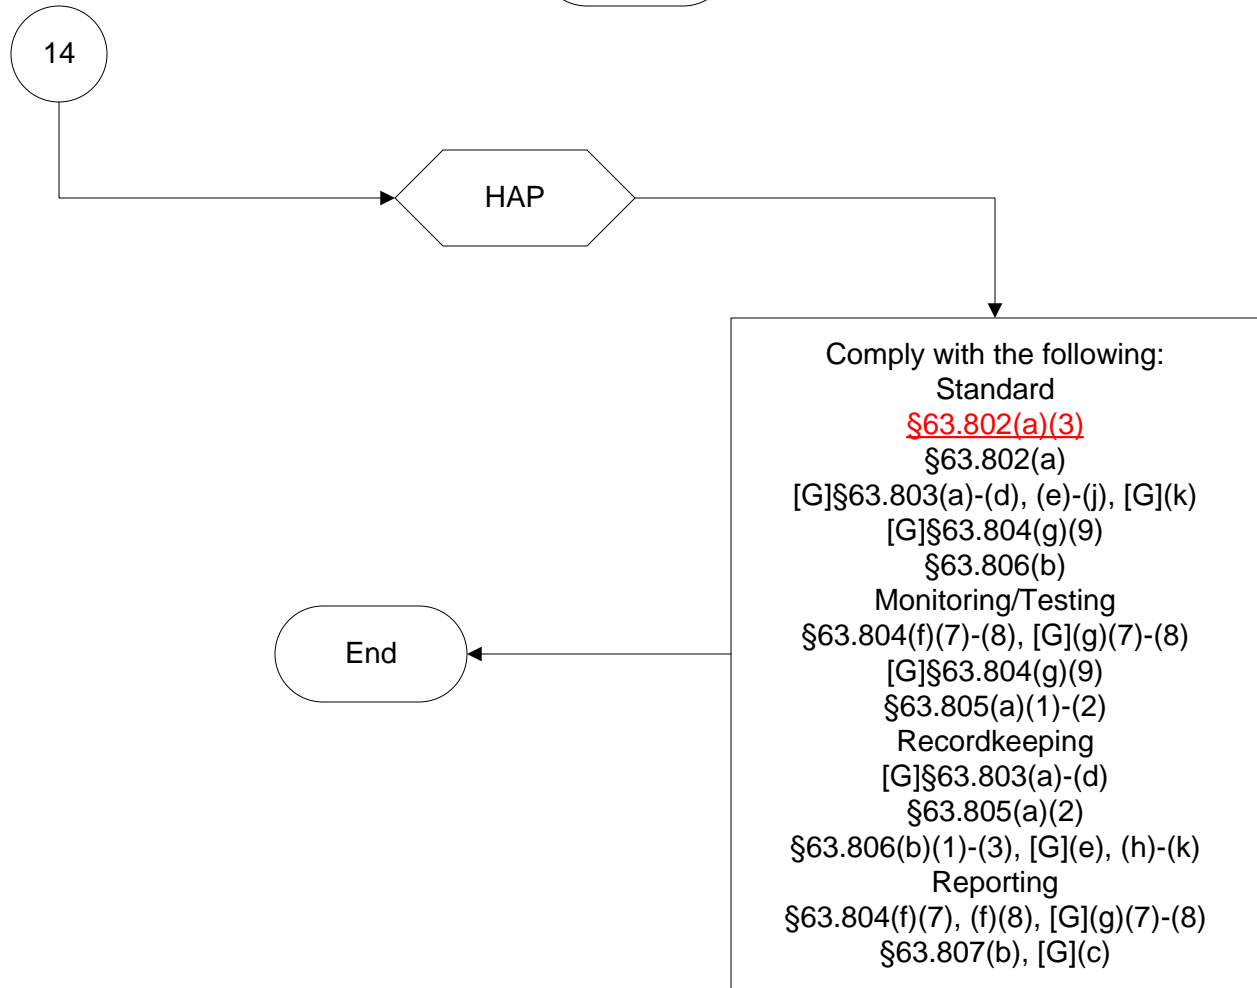 14
HAP
Comply with the following:
Standard
§63.802(a)(3)
§63.802(a)
[G]§63.803(a)-(d), (e)-(j), [G](k)
[G]§63.804(g)(9)
§63.806(b)
Monitoring/Testing
§63.804(f)(7)-(8), [G](g)(7)-(8)
[G]§63.804(g)(9)
§63.805(a)(1)-(2)
Recordkeeping
[G]§63.803(a)-(d)
§63.805(a)(2)
§63.806(b)(1)-(3), [G](e), (h)-(k)
Reporting
§63.804(f)(7), (f)(8), [G](g)(7)-(8)
§63.807(b), [G](c)
End